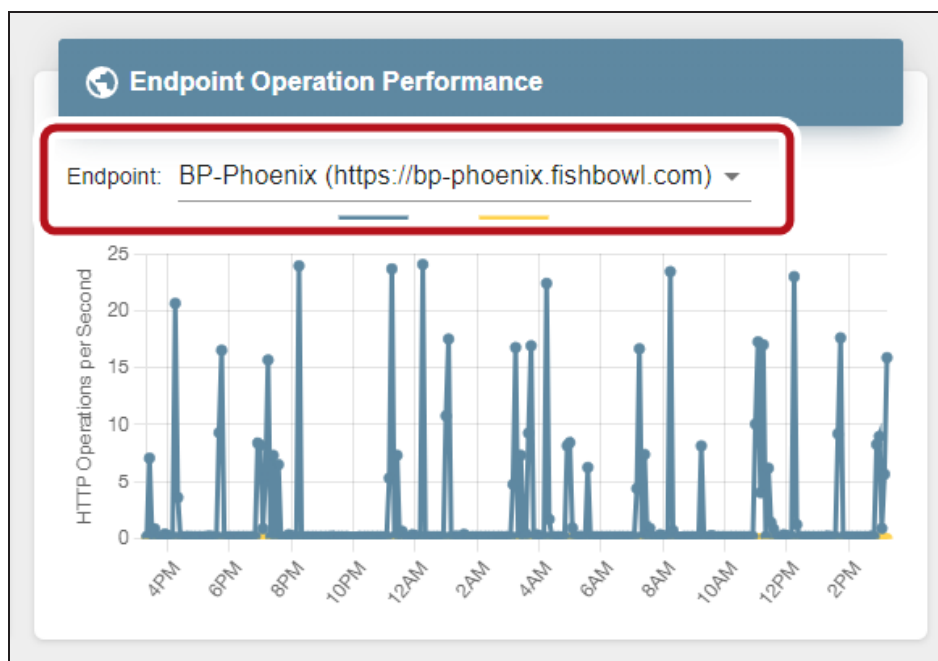 Endpoint Operation Performance
Endpoint: BP-Phoenix (https://bp-phoenix.fishbowl.com)
HTTP Operations per Second
25
20
15
10
5
0
4PM 6PM 8PM 10PM 12AM 2AM 4AM 6AM 8AM 10AM 12PM 2PM